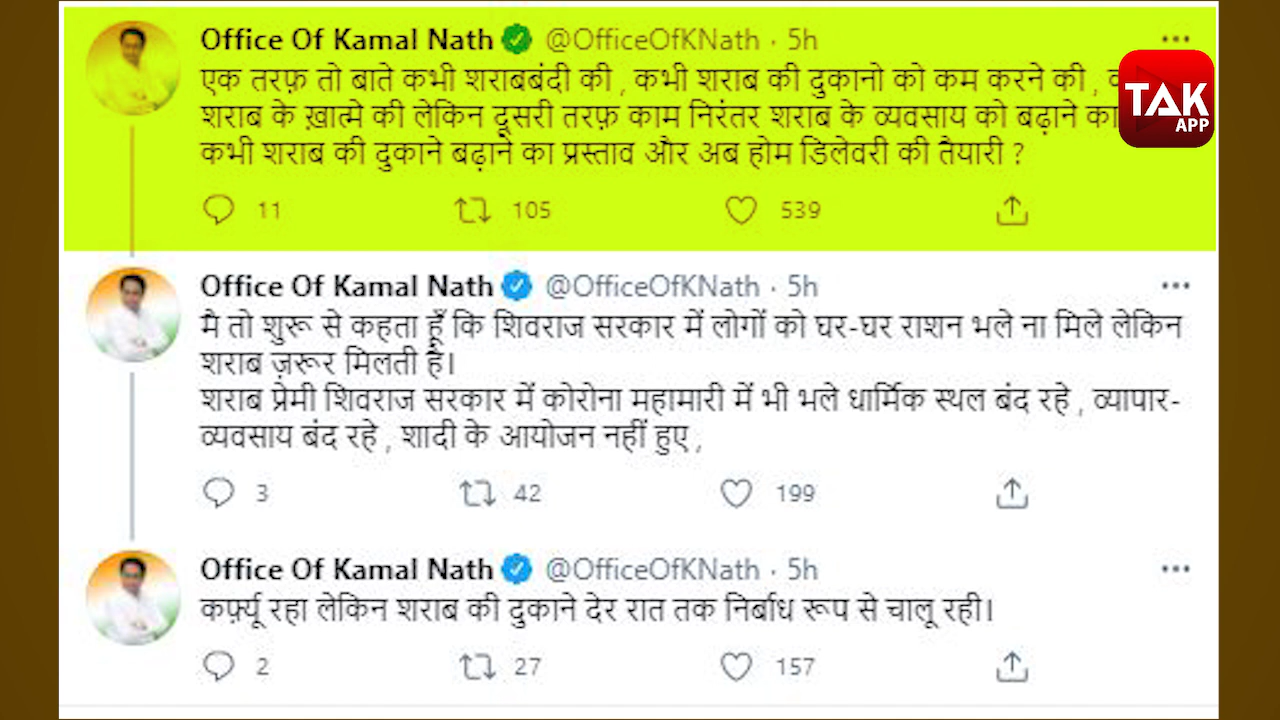 Office Of Kamal Nath @OfficeOfKNath · 5h
एक तरफ़ तो बाते कभी शराबबंदी की , कभी शराब की दुकानो को कम करने की ,
TAK
APP
शराब के ख़ात्मे की लेकिन दूसरी तरफ़ काम निरंतर शराब के व्यवसाय को बढ़ाने का
कभी शराब की दुकाने बढ़ाने का प्रस्ताव और अब होम डिलेवरी की तैयारी ?
11 105 539
Office Of Kamal Nath @OfficeOfKNath · 5h
मै तो शुरू से कहता हूँ कि शिवराज सरकार में लोगों को घर-घर राशन भले ना मिले लेकिन
शराब ज़रूर मिलती है।
शराब प्रेमी शिवराज सरकार में कोरोना महामारी में भी भले धार्मिक स्थल बंद रहे , व्यापार-
व्यवसाय बंद रहे , शादी के आयोजन नहीं हुए ,
3 42 199
Office Of Kamal Nath @OfficeOfKNath · 5h
कर्फ़्यू रहा लेकिन शराब की दुकाने देर रात तक निर्बाध रूप से चालू रही।
2 27 157